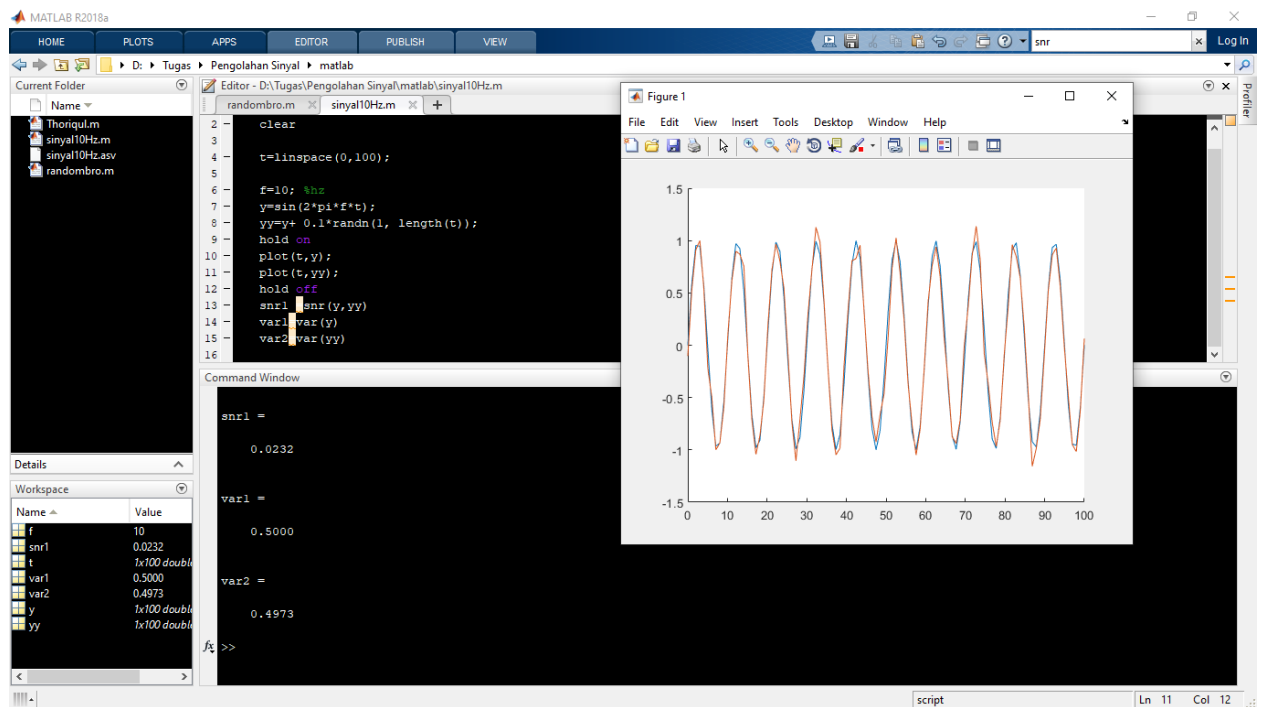 MATLAB R2018a
HOME PLOTS APPS EDITOR PUBLISH VIEW snr Log In
D: Tugas Pengolahan Sinyal matlab
Current Folder
Name
Thoriqul.m
sinyal10Hz.m
sinyal10Hz.asv
randombro.m
Details
Workspace
Name Value
f 10
snr1 0.0232
t 1x100 double
var1 0.5000
var2 0.4973
y 1x100 double
yy 1x100 double
Editor - D:\Tugas\Pengolahan Sinyal\matlab\sinyal10Hz.m
randombro.m sinyal10Hz.m
2 - clear
3
4 - t=linspace(0,100);
5
6 - f=10; %hz
7 - y=sin(2*pi*f*t);
8 - yy=y+ 0.1*randn(1, length(t));
9 - hold on
10 - plot(t,y);
11 - plot(t,yy);
12 - hold off
13 - snr1 =snr(y,yy)
14 - var1=var(y)
15 - var2=var(yy)
16
Command Window
snr1 =
0.0232
var1 =
0.5000
var2 =
0.4973
fx >>
Figure 1
File Edit View Insert Tools Desktop Window Help
1.5
1
0.5
0
-0.5
-1
-1.5
0 10 20 30 40 50 60 70 80 90 100
Profiler
script Ln 11 Col 12